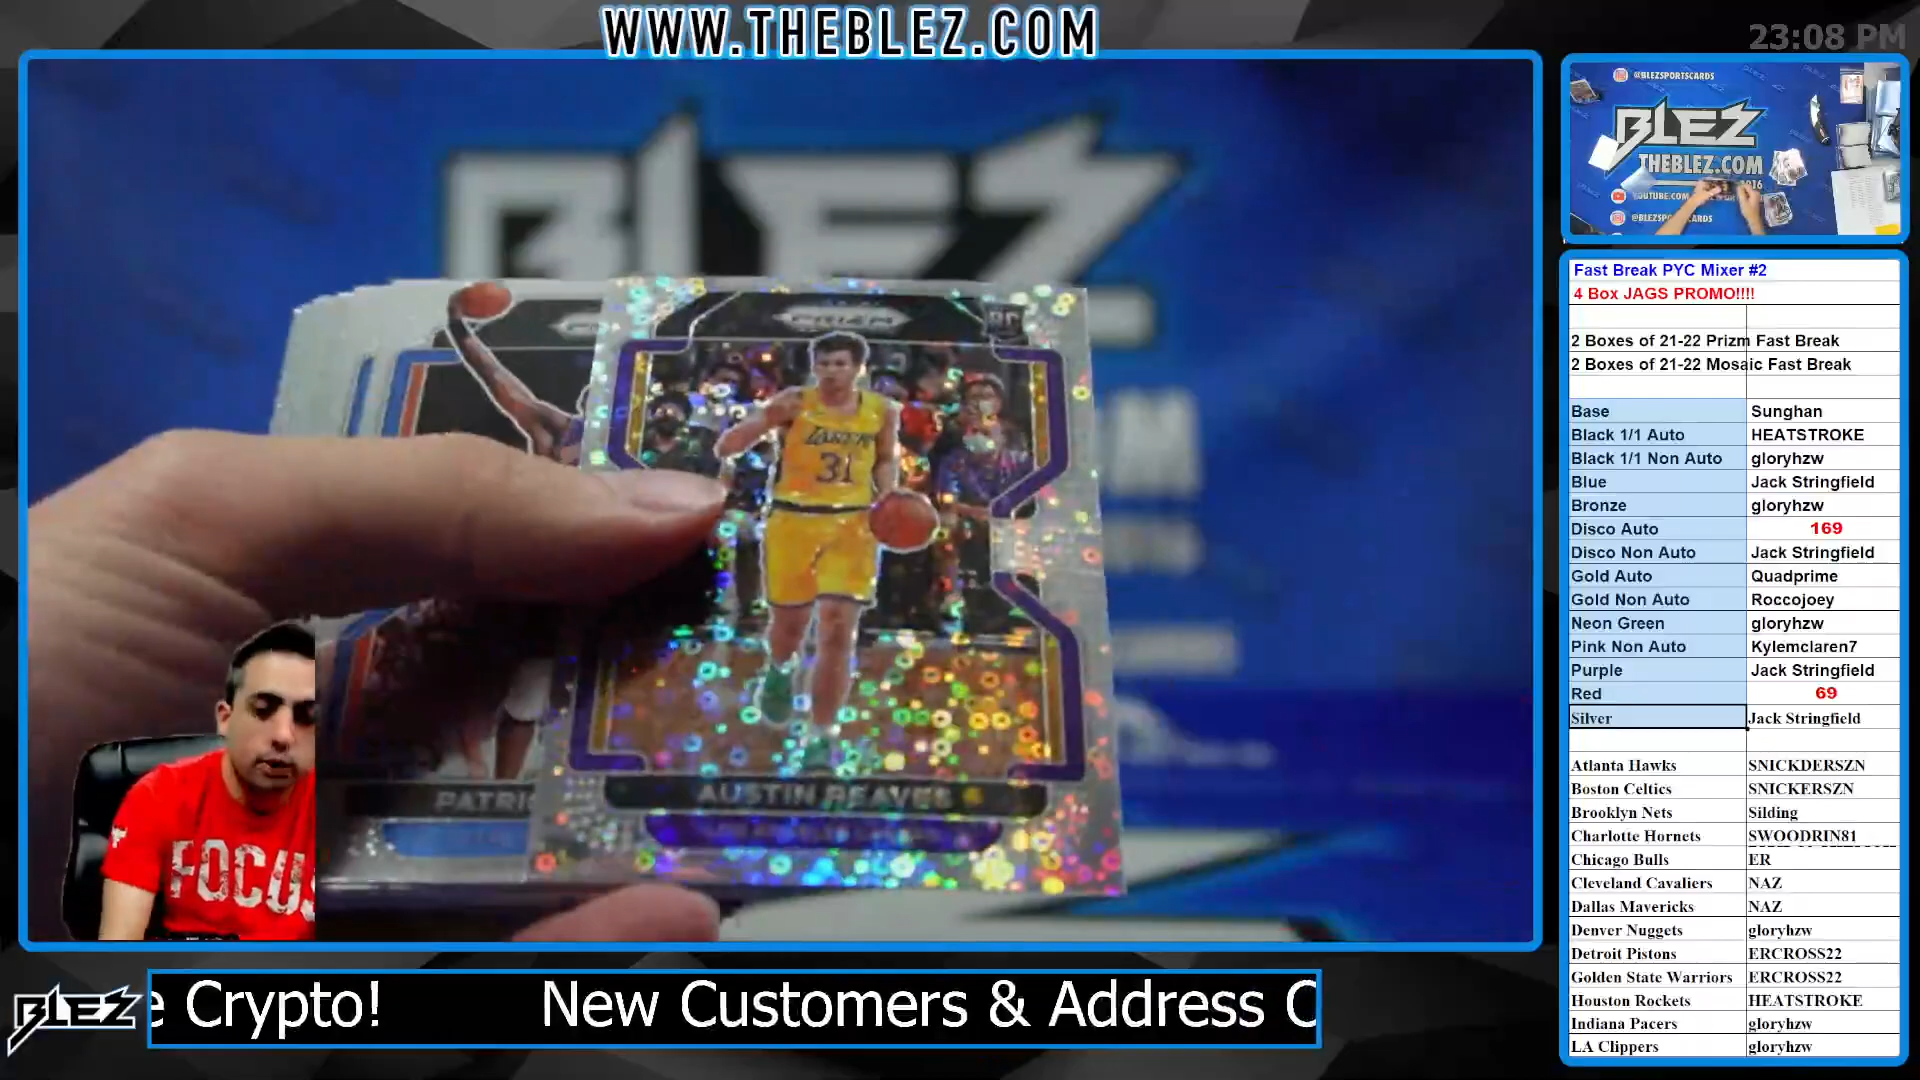 WWW.THEBLEZ.COM
23:08 PM
@BLEZSPORTSCARDS
BLEZ
THEBLEZ.COM
BLEZ
PRIZM
RC
LAKERS
31
AUSTIN REAVES
PATRI
FOCUS
Fast Break PYC Mixer #2
4 Box JAGS PROMO!!!!
2 Boxes of 21-22 Prizm Fast Break
2 Boxes of 21-22 Mosaic Fast Break
Base Sunghan
Black 1/1 Auto HEATSTROKE
Black 1/1 Non Auto gloryhzw
Blue Jack Stringfield
Bronze gloryhzw
Disco Auto 169
Disco Non Auto Jack Stringfield
Gold Auto Quadprime
Gold Non Auto Roccojoey
Neon Green gloryhzw
Pink Non Auto Kylemclaren7
Purple Jack Stringfield
Red 69
Silver Jack Stringfield
Atlanta Hawks SNICKDERSZN
Boston Celtics SNICKERSZN
Brooklyn Nets Silding
Charlotte Hornets SWOODRIN81
Chicago Bulls ER
Cleveland Cavaliers NAZ
Dallas Mavericks NAZ
Denver Nuggets gloryhzw
Detroit Pistons ERCROSS22
Golden State Warriors ERCROSS22
Houston Rockets HEATSTROKE
Indiana Pacers gloryhzw
LA Clippers gloryhzw
BLEZ
e Crypto! New Customers & Address C